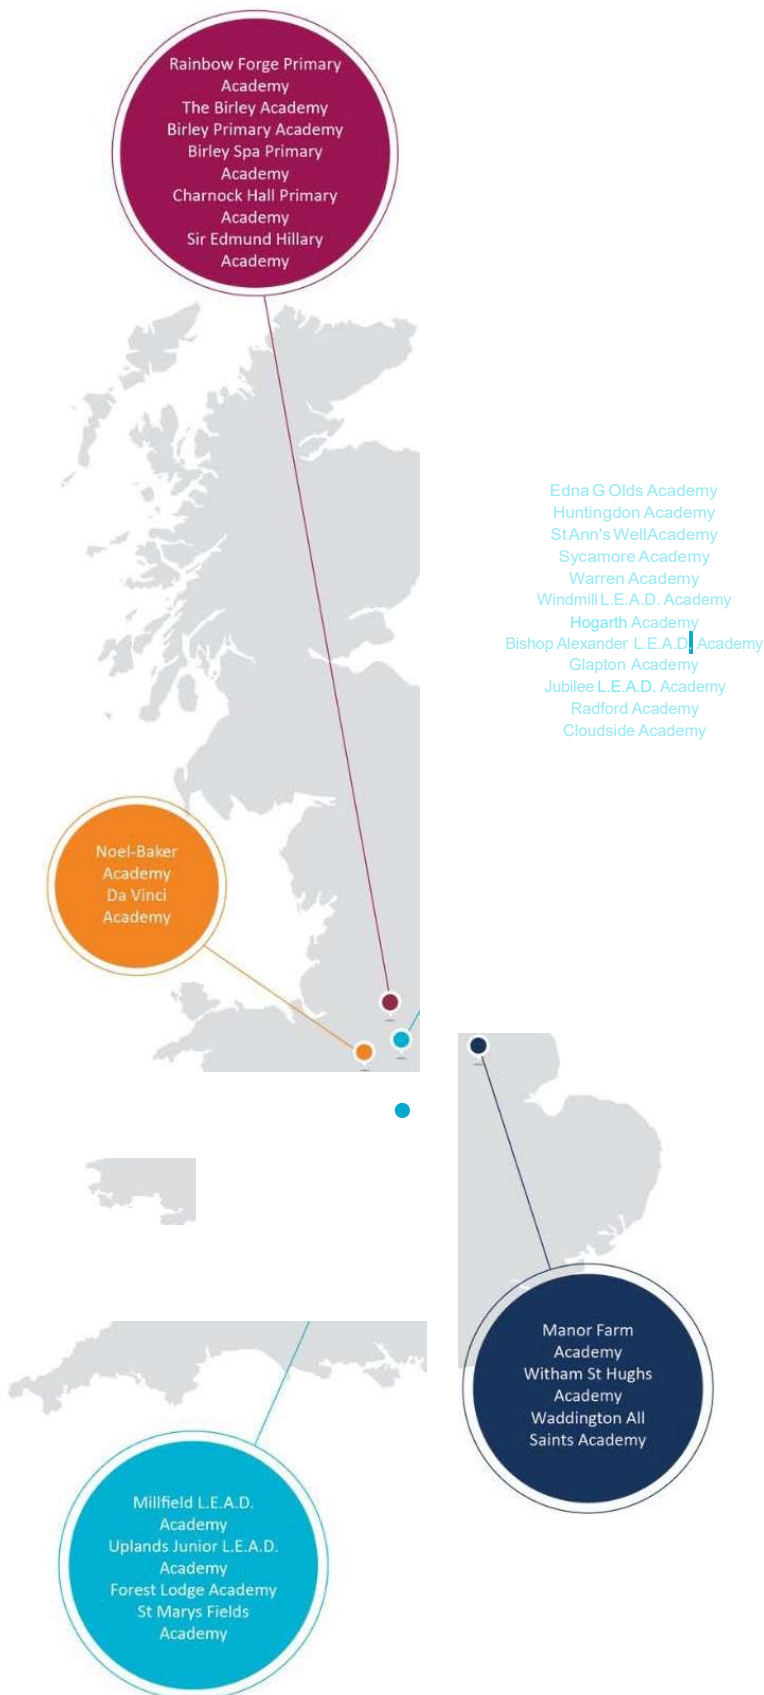 Rainbow Forge Primary
Academy
The Birley Academy
Birley Primary Academy
Birley Spa Primary
Academy
Charnock Hall Primary
Academy
Sir Edmund Hillary
Academy
Edna G Olds Academy
Huntingdon Academy
St Ann's Well Academy
Sycamore Academy
Warren Academy
Windmill L.E.A.D. Academy
Hogarth Academy
Bishop Alexander L.E.A.D. Academy
Glapton Academy
Jubilee L.E.A.D. Academy
Radford Academy
Cloudside Academy
Noel-Baker
Academy
Da Vinci
Academy
Manor Farm
Academy
Witham St Hughs
Academy
Waddington All
Saints Academy
Millfield L.E.A.D.
Academy
Uplands Junior L.E.A.D.
Academy
Forest Lodge Academy
St Marys Fields
Academy